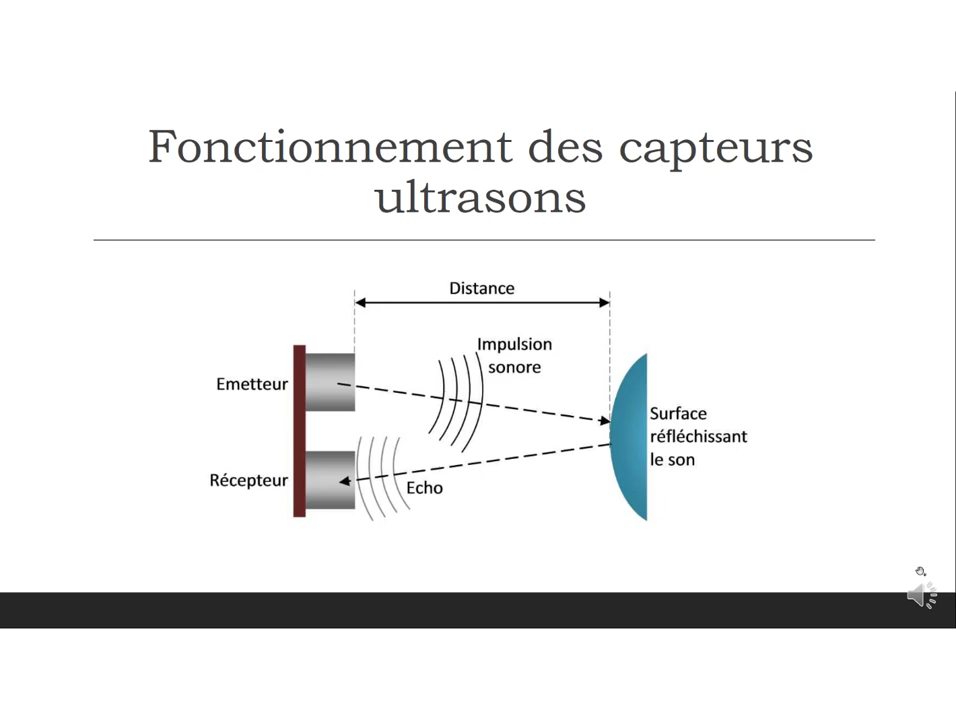 Fonctionnement des capteurs
ultrasons
Distance
Impulsion
sonore
Emetteur
Surface
réfléchissant
le son
Récepteur
Echo